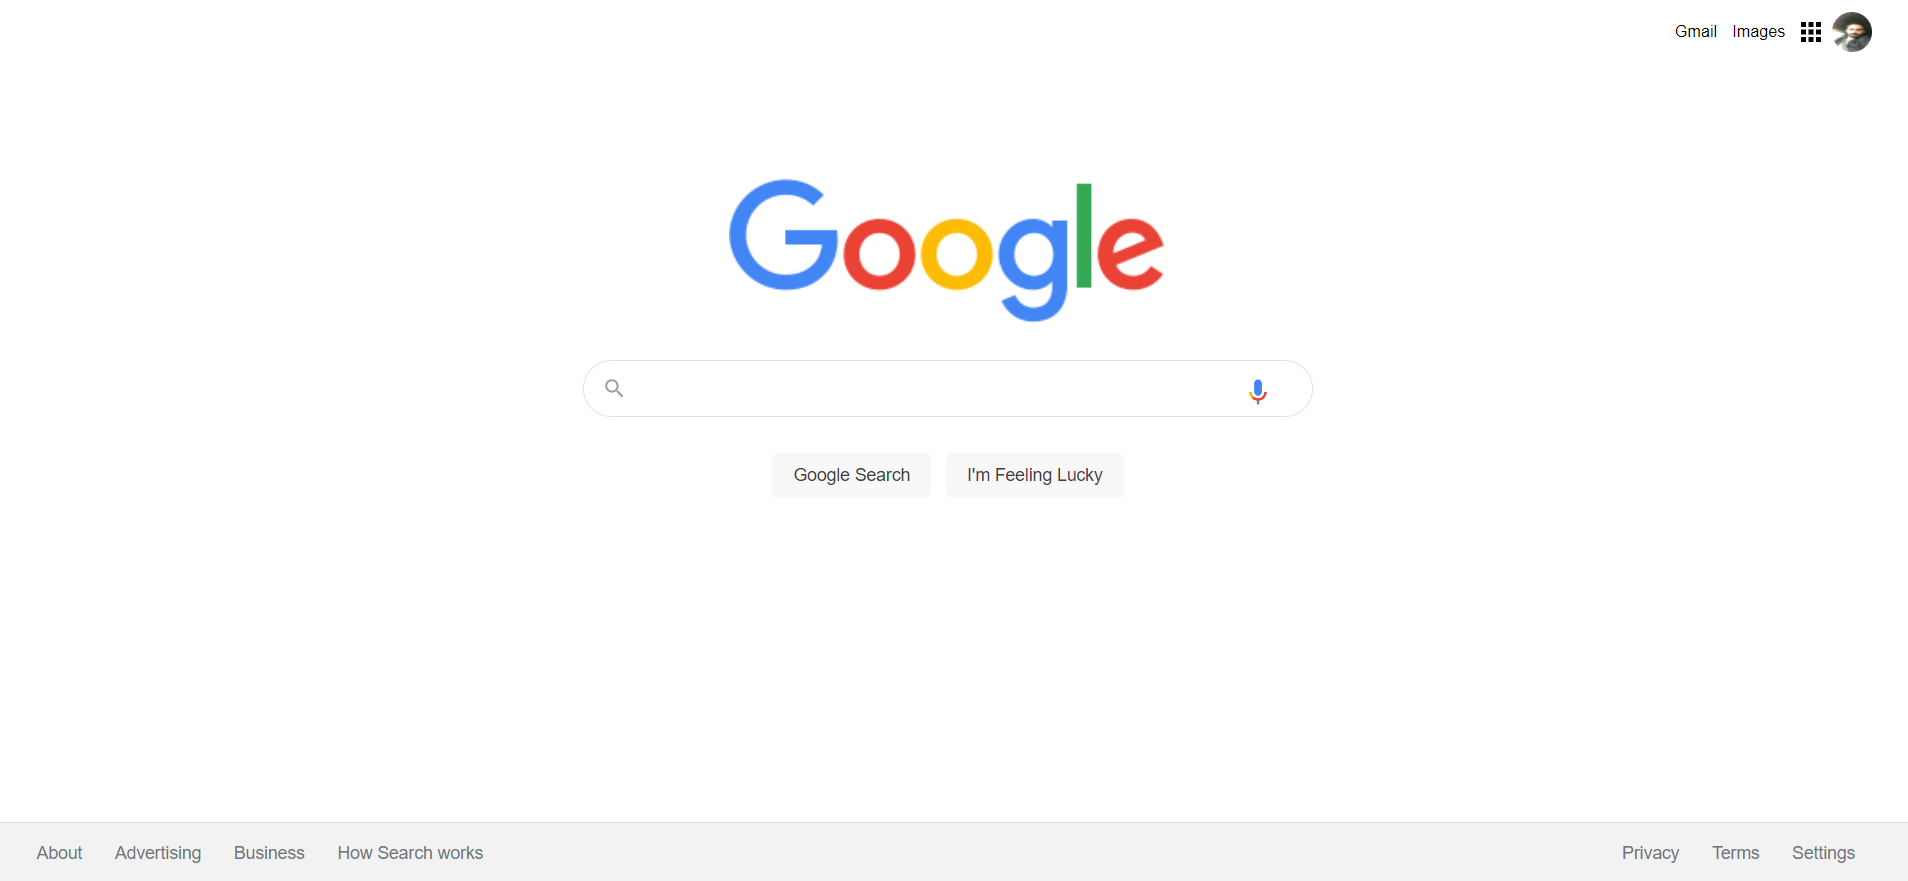 Gmail Images
Google
Google Search I'm Feeling Lucky
About Advertising Business How Search works Privacy Terms Settings